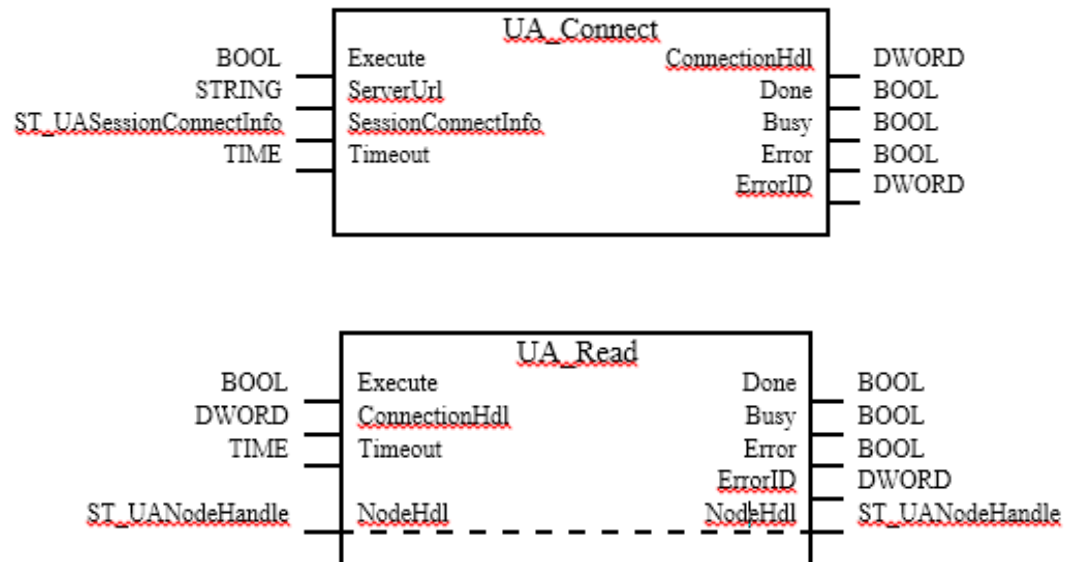 UA_Connect
BOOL Execute ConnectionHdl DWORD
STRING ServerUrl Done BOOL
ST_UASessionConnectInfo SessionConnectInfo Busy BOOL
TIME Timeout Error BOOL
ErrorID DWORD
UA_Read
BOOL Execute Done BOOL
DWORD ConnectionHdl Busy BOOL
TIME Timeout Error BOOL
ErrorID DWORD
ST_UANodeHandle NodeHdl NodeHdl ST_UANodeHandle